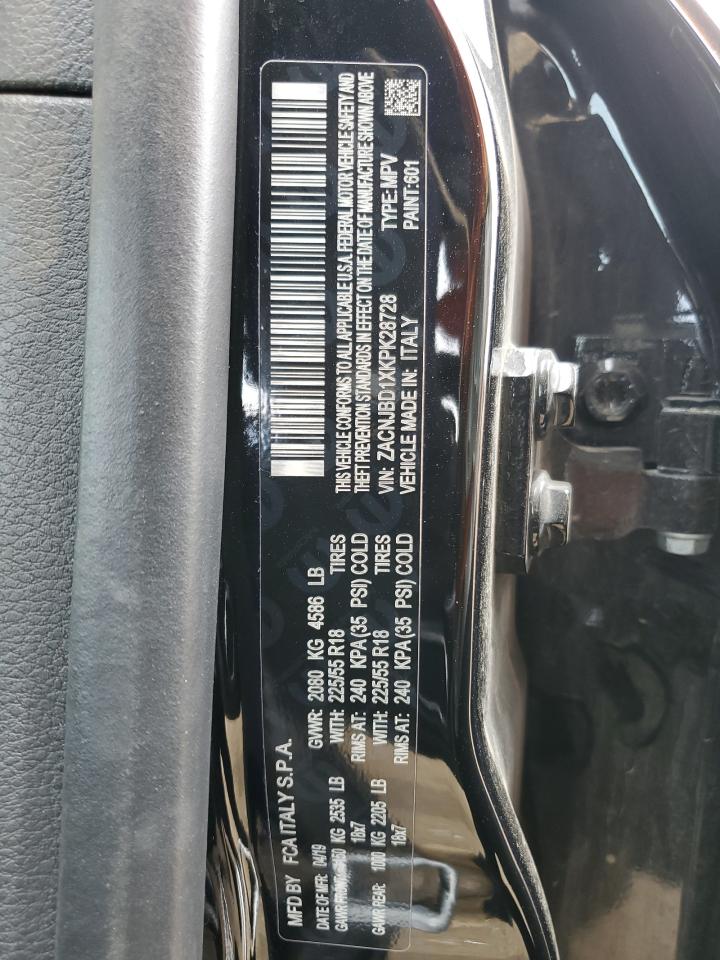 MFD BY FCA ITALY S.P.A.
DATE OF MFR: 04/19 GVWR: 2080 KG 4586 LB
GAWR KG 2535 LB WITH: 225/55 R18 TIRES
18x7 RIMS AT: 240 KPA(35 PSI) COLD
GAWR REAR: 1000 KG 2205 LB WITH: 225/55 R18 TIRES
18x7 RIMS AT: 240 KPA(35 PSI) COLD
THIS VEHICLE CONFORMS TO ALL APPLICABLE U.S.A. FEDERAL MOTOR VEHICLE SAFETY AND
THEFT PREVENTION STANDARDS IN EFFECT ON THE DATE OF MANUFACTURE SHOWN ABOVE
VIN: ZACNJBD1XKPK28728 TYPE:MPV
VEHICLE MADE IN: ITALY PAINT:601